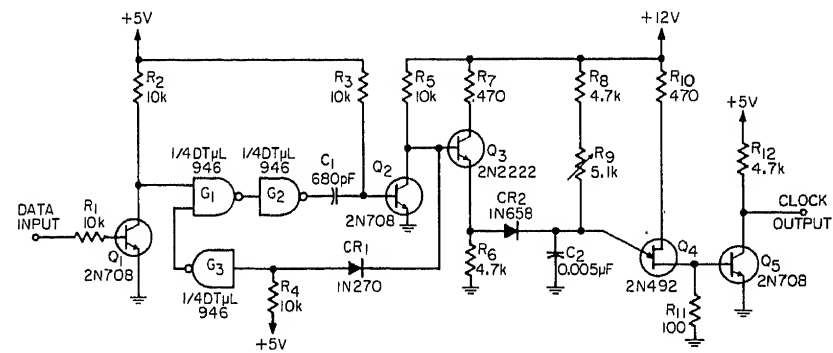 +5V
+12V
R2
10k
R3
10k
R5
10k
R7
470
R8
4.7k
R10
470
+5V
1/4DTμL
946
1/4DTμL
946
C1
680pF
Q2
Q3
2N2222
R9
5.1k
R12
4.7k
G1
G2
2N708
CR2
1N658
DATA
INPUT
R1
10k
CLOCK
OUTPUT
Q1
2N708
G3
1/4DTμL
946
CR1
1N270
R4
10k
+5V
R6
4.7k
C2
0.005μF
Q4
2N492
Q5
2N708
R11
100